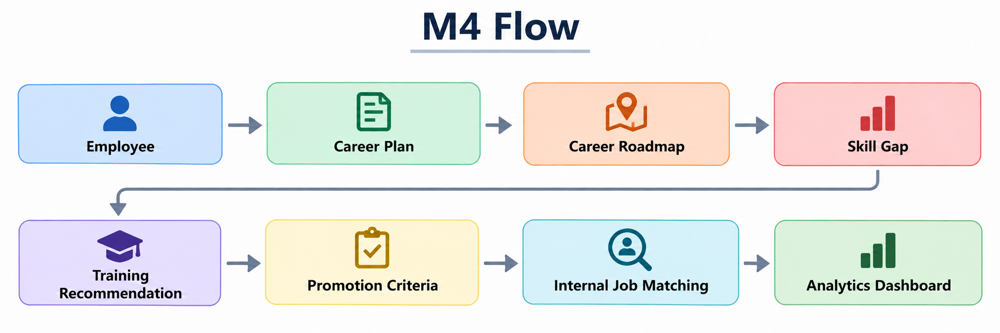 M4 Flow
Employee
Career Plan
Career Roadmap
Skill Gap
Training
Recommendation
Promotion Criteria
Internal Job Matching
Analytics Dashboard